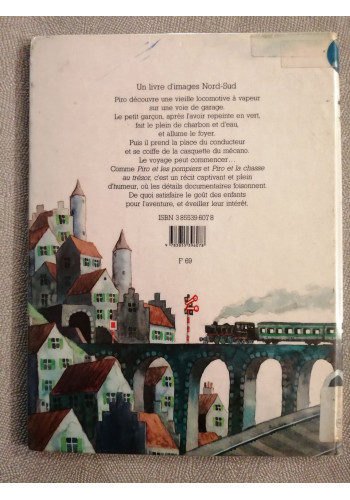 Un livre d'images Nord-Sud
Piro découvre une vieille locomotive à vapeur
sur une voie de garage.
Le petit garçon, après l'avoir repeinte en vert,
fait le plein de charbon et d'eau,
et allume le foyer.
Puis il prend la place du conducteur
et se coiffe de la casquette du mécano.
Le voyage peut commencer...
Comme Piro et les pompiers et Piro et la chasse
au trésor, c'est un récit captivant et plein
d'humeur, où les détails documentaires foisonnent.
De quoi satisfaire le goût des enfants
pour l'aventure, et éveiller leur intérêt.
ISBN 3 85539 607 8
F 69